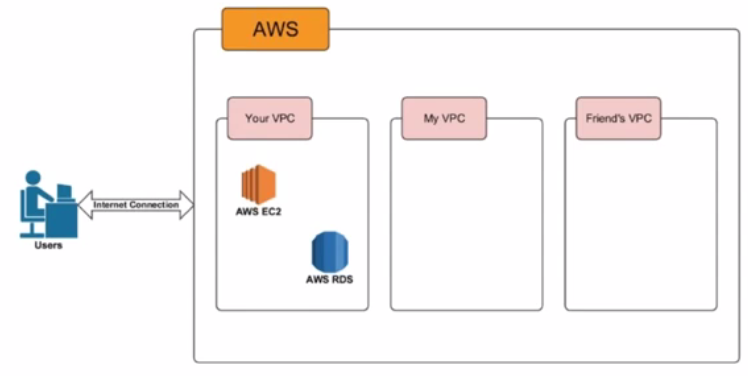 AWS
Your VPC
My VPC
Friend's VPC
AWS EC2
Internet Connection
Users
AWS RDS